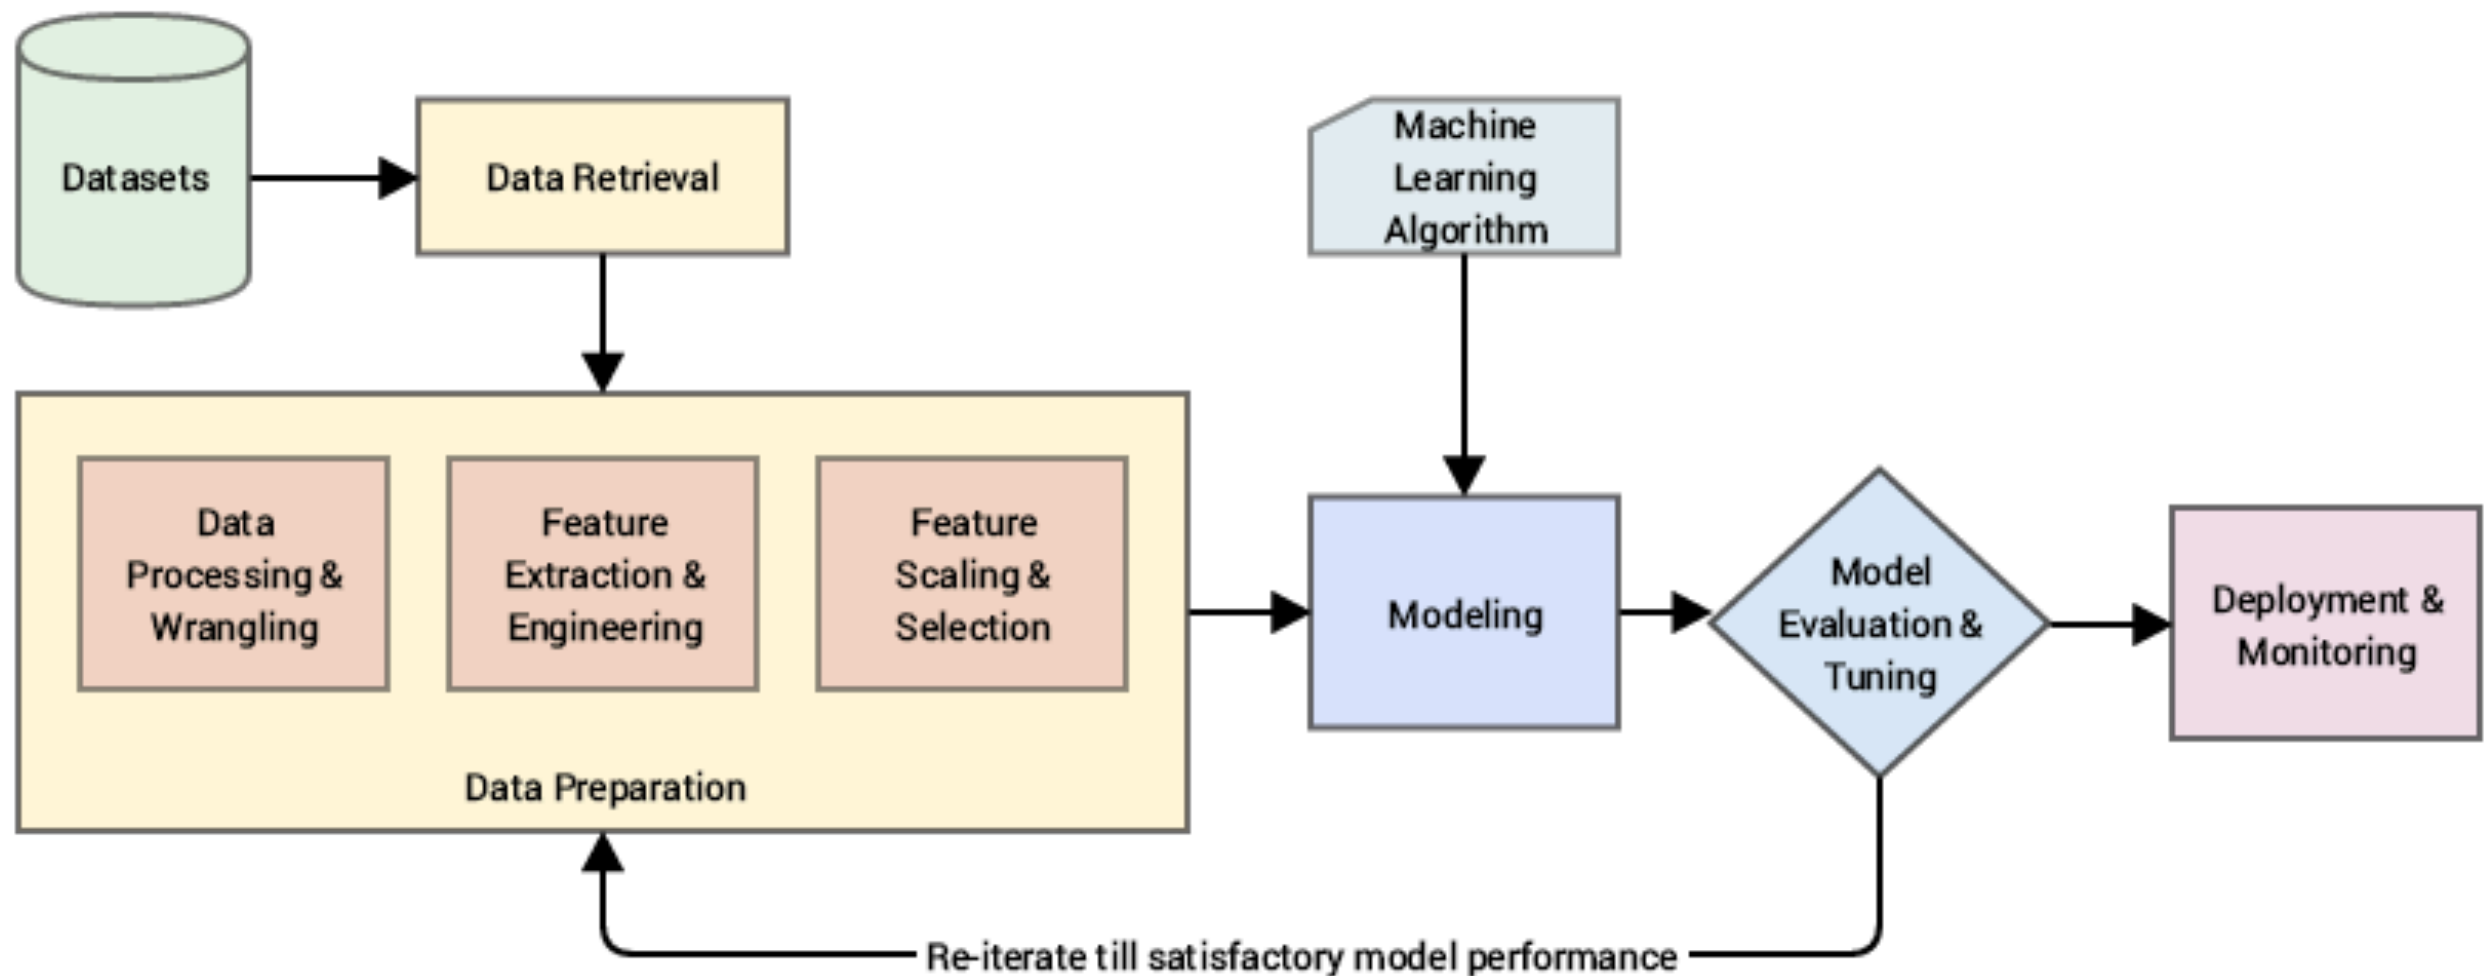 Datasets
Data Retrieval
Machine
Learning
Algorithm
Data
Processing &
Wrangling
Feature
Extraction &
Engineering
Feature
Scaling &
Selection
Data Preparation
Modeling
Model
Evaluation &
Tuning
Deployment &
Monitoring
Re-iterate till satisfactory model performance